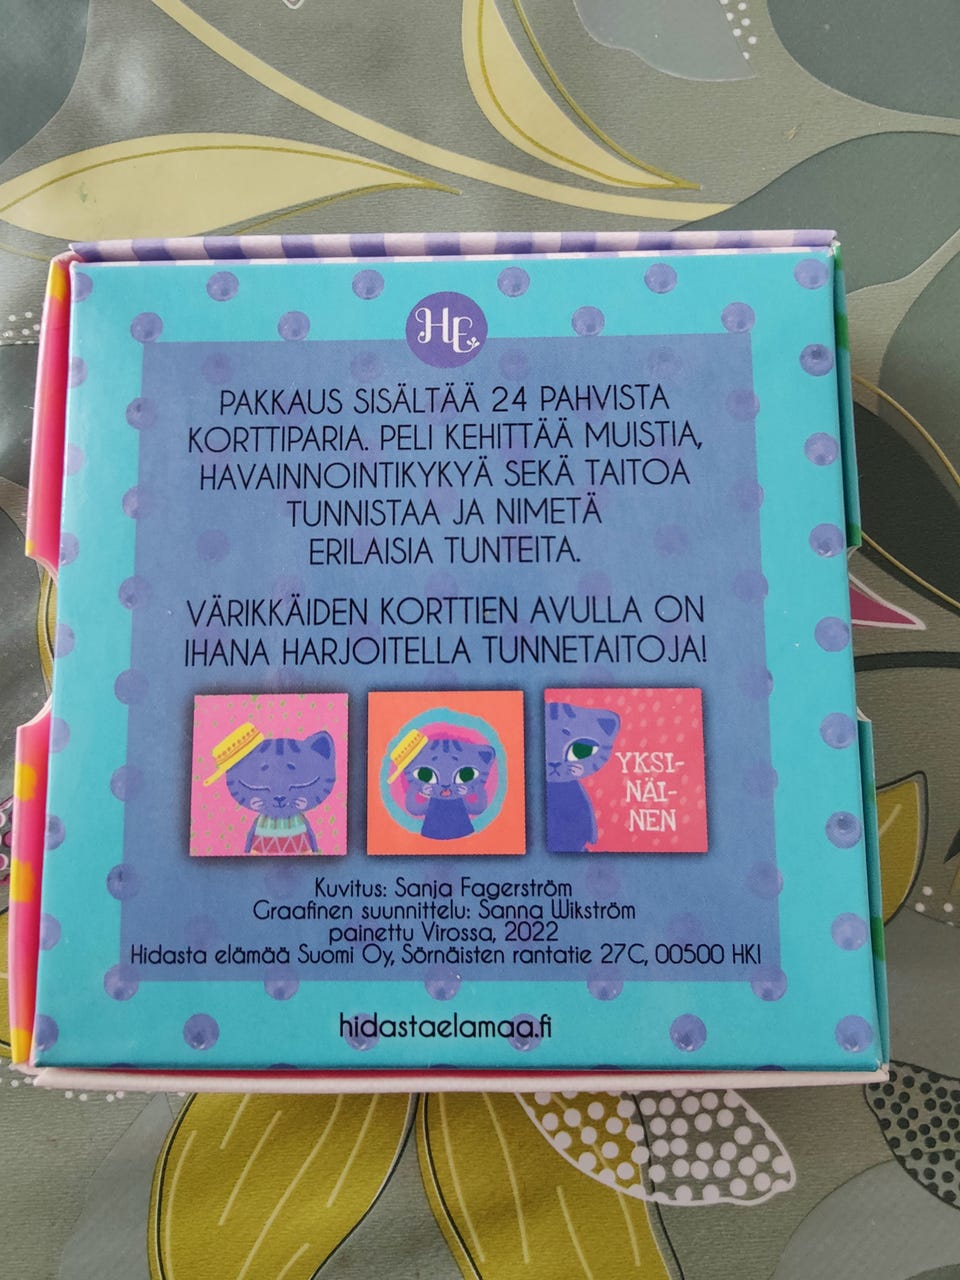 HE
PAKKAUS SISÄLTÄÄ 24 PAHVISTA
KORTTIPARIA. PELI KEHITTÄÄ MUISTIA,
HAVAINNOINTIKYKYÄ SEKÄ TAITOA
TUNNISTAA JA NIMETÄ
ERILAISIA TUNTEITA.
VÄRIKKÄIDEN KORTTIEN AVULLA ON
IHANA HARJOITELLA TUNNETAITOJA!
YKSI-
NÄI-
NEN
Kuvitus: Sanja Fagerström
Graafinen suunnittelu: Sanna Wikström
painettu Virossa, 2022
Hidasta elämää Suomi Oy, Sörnäisten rantatie 27C, 00500 HKI
hidastaelamaa.fi